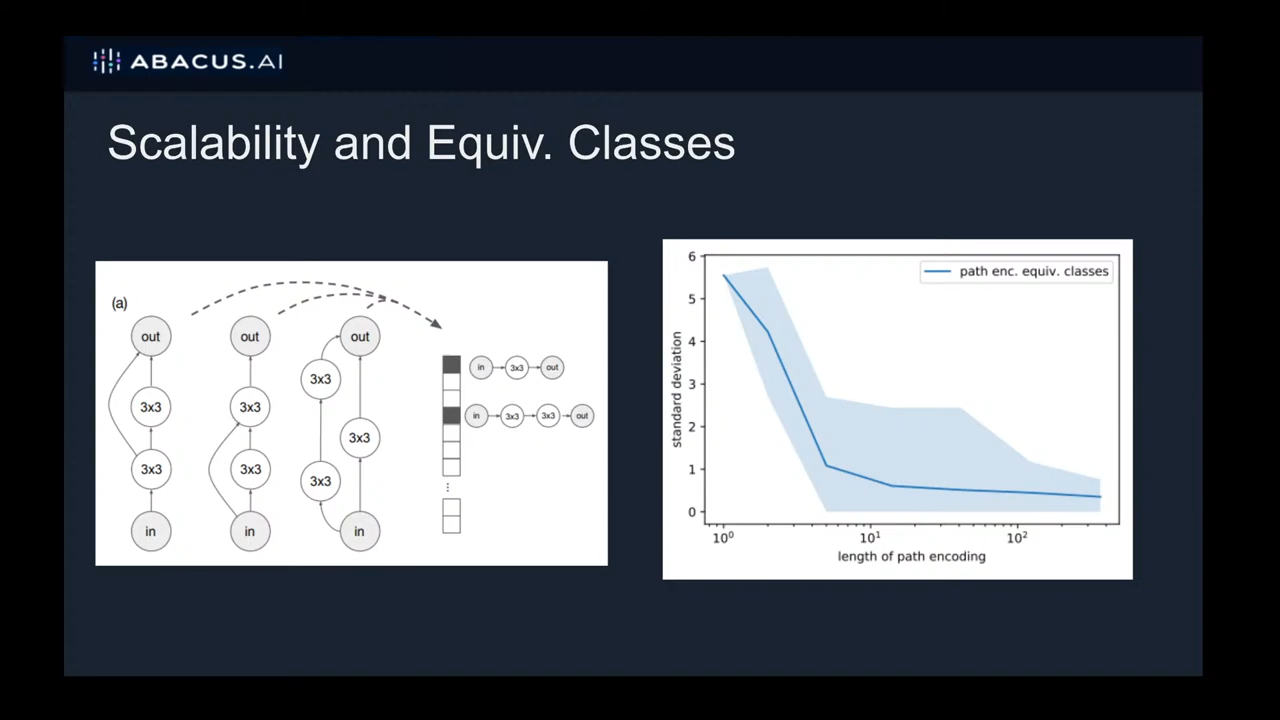 ABACUS.AI
Scalability and Equiv. Classes
(a)
out
3x3
3x3
in
out
3x3
3x3
in
out
3x3
3x3
3x3
in
in 3x3 out
in 3x3 3x3 out
path enc. equiv. classes
standard deviation
6
5
4
3
2
1
0
10⁰ 10¹ 10²
length of path encoding